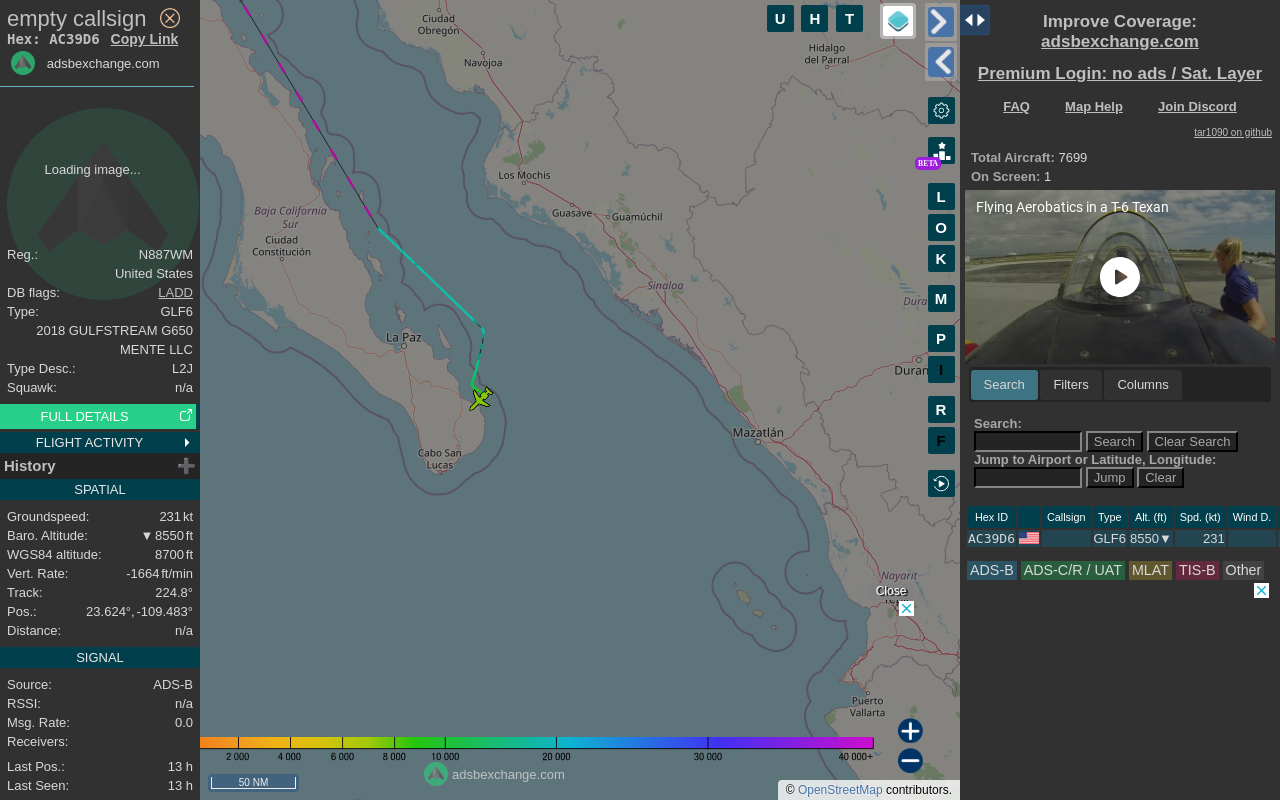 empty callsign
Hex: AC39D6 Copy Link
adsbexchange.com
Loading image...
Reg.: N887WM
United States
DB flags: LADD
Type: GLF6
2018 GULFSTREAM G650
MENTE LLC
Type Desc.: L2J
Squawk: n/a
FULL DETAILS
FLIGHT ACTIVITY
History
SPATIAL
Groundspeed: 231 kt
Baro. Altitude: ▼ 8550 ft
WGS84 altitude: 8700 ft
Vert. Rate: -1664 ft/min
Track: 224.8°
Pos.: 23.624°, -109.483°
Distance: n/a
SIGNAL
Source: ADS-B
RSSI: n/a
Msg. Rate: 0.0
Receivers:
Last Pos.: 13 h
Last Seen: 13 h
Ciudad
Obregón
Navojoa
Hidalgo
del Parral
Los Mochis
Guasave
Guamúchil
Baja California
Sur
Ciudad
Constitución
Sinaloa
La Paz
Mazatlán
Cabo San
Lucas
Nayarit
Puerto
Vallarta
U H T
BETA
L
O
K
M
P
I
R
F
Close
2 000 4 000 6 000 8 000 10 000 20 000 30 000 40 000+
adsbexchange.com
50 NM
© OpenStreetMap contributors.
Improve Coverage:
adsbexchange.com
Premium Login: no ads / Sat. Layer
FAQ Map Help Join Discord
tar1090 on github
Total Aircraft: 7699
On Screen: 1
Flying Aerobatics in a T-6 Texan
Search Filters Columns
Search:
Search Clear Search
Jump to Airport or Latitude, Longitude:
Jump Clear
Hex ID Callsign Type Alt. (ft) Spd. (kt) Wind D.
AC39D6 GLF6 8550▼ 231
ADS-B ADS-C/R / UAT MLAT TIS-B Other